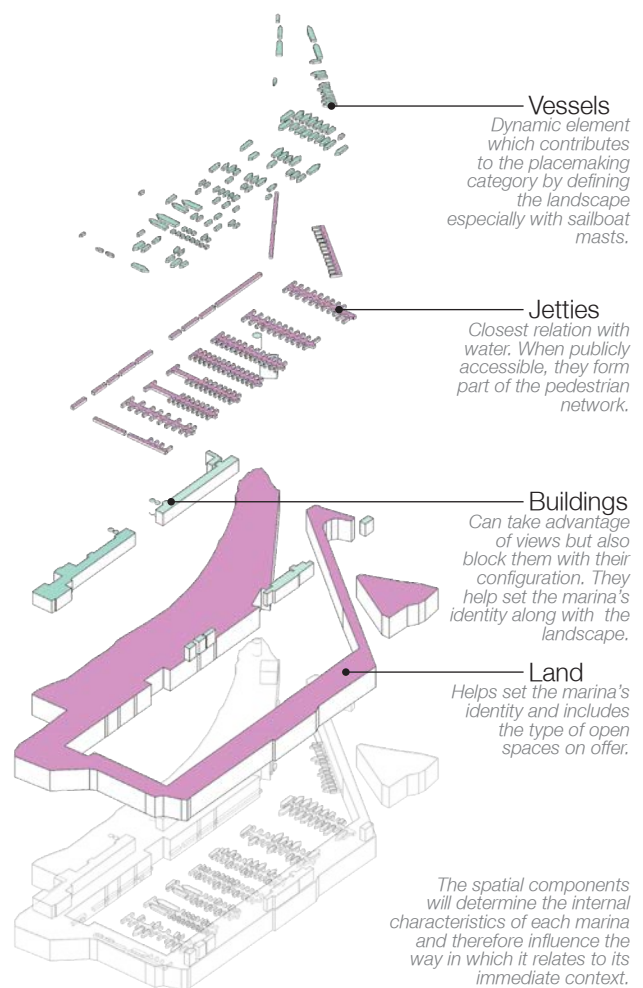 Vessels
Dynamic element
which contributes
to the placemaking
category by defining
the landscape
especially with sailboat
masts.
Jetties
Closest relation with
water. When publicly
accessible, they form
part of the pedestrian
network.
Buildings
Can take advantage
of views but also
block them with their
configuration. They
help set the marina's
identity along with the
landscape.
Land
Helps set the marina's
identity and includes
the type of open
spaces on offer.
The spatial components
will determine the internal
characteristics of each marina
and therefore influence the
way in which it relates to its
immediate context.